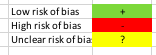 Low risk of bias +
High risk of bias -
Unclear risk of bias ?